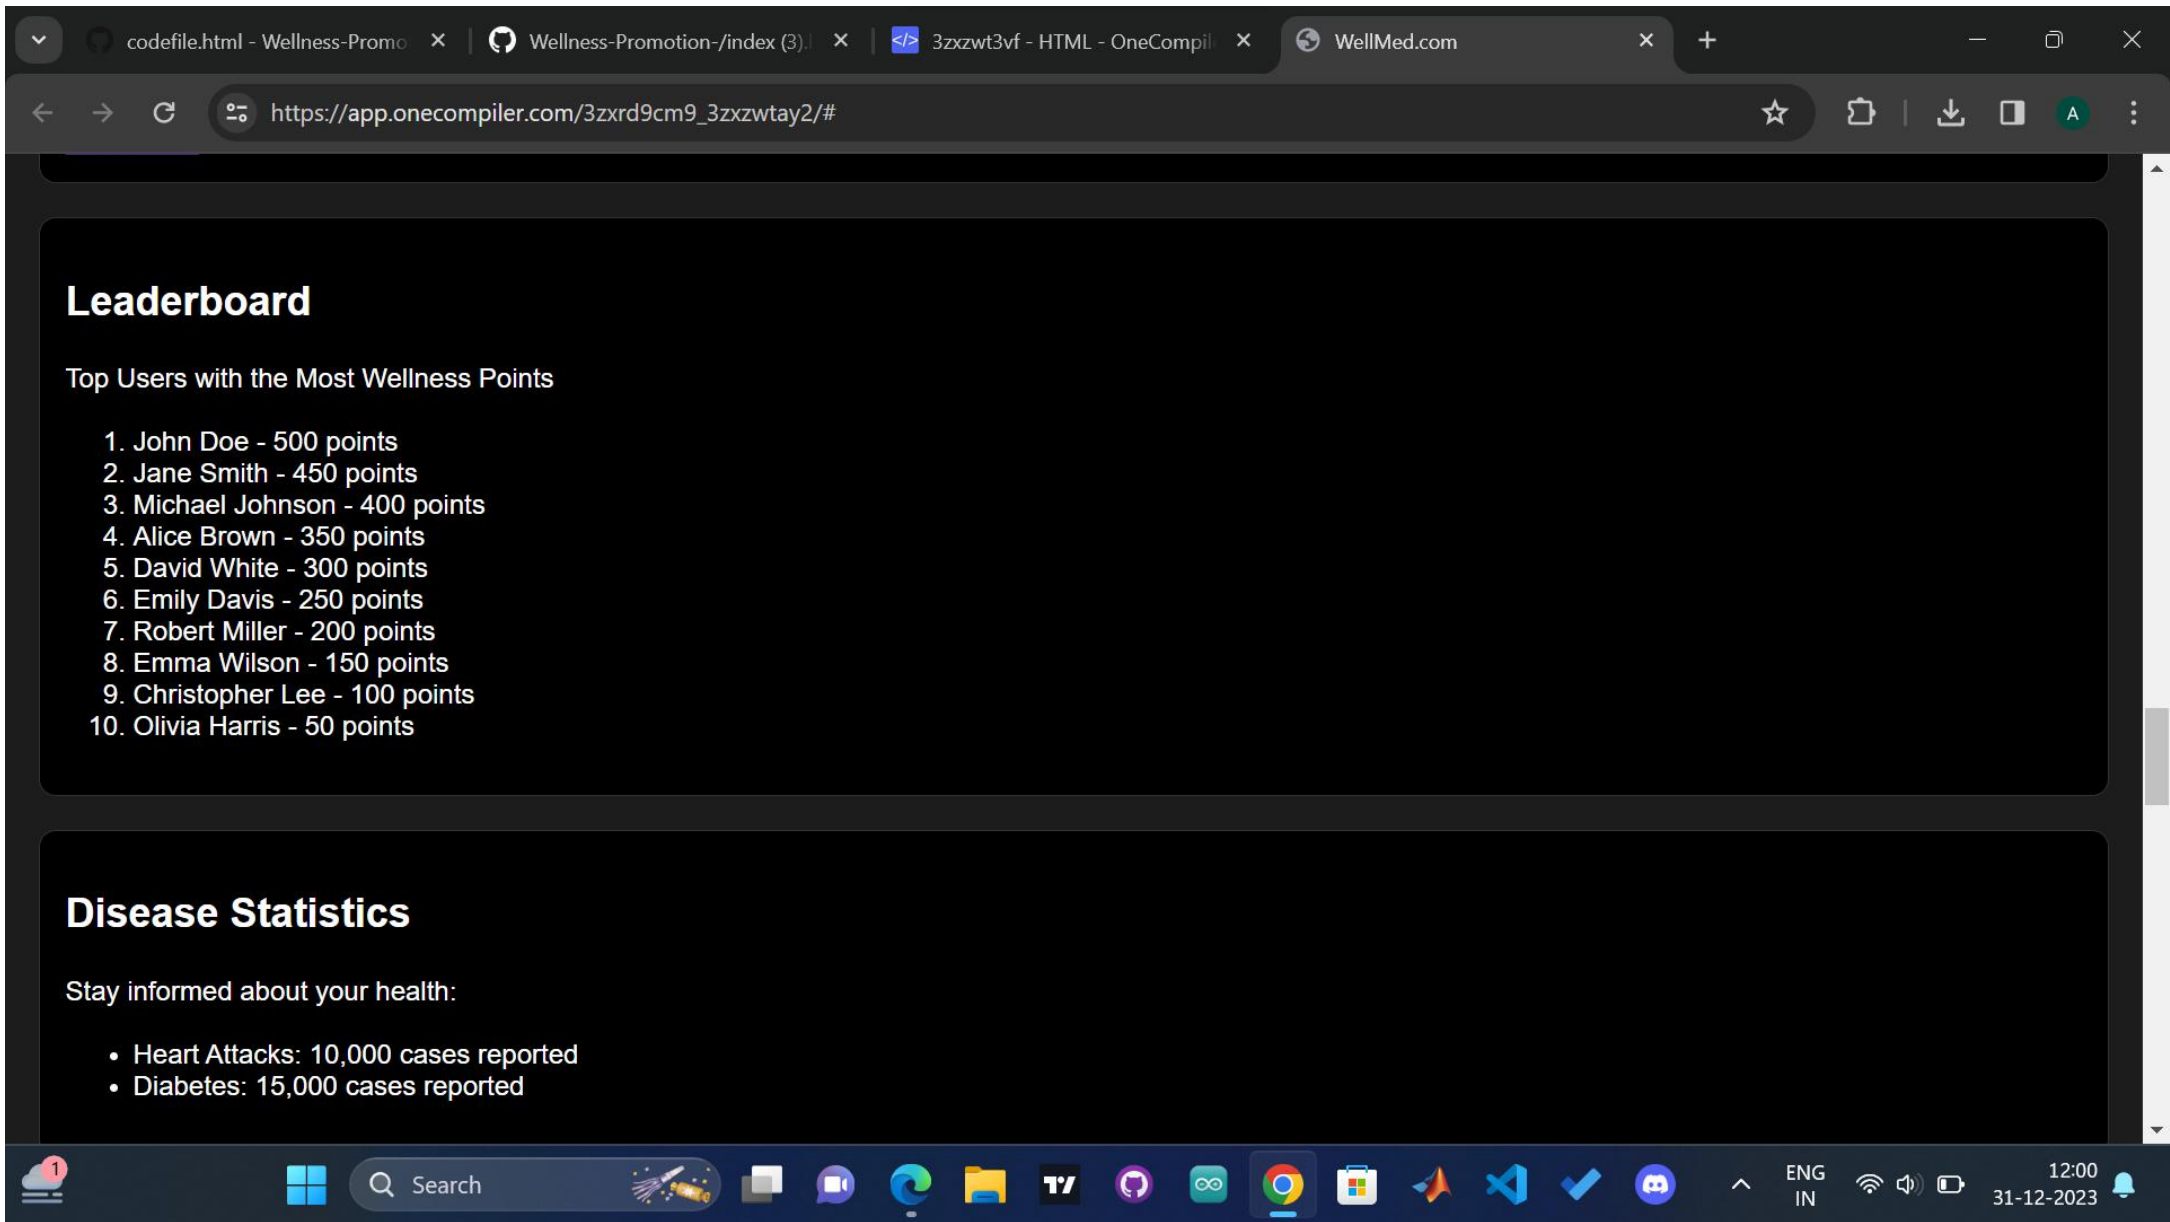 codefile.html - Wellness-Promo
Wellness-Promotion-/index (3).
3zxzwt3vf - HTML - OneCompil
WellMed.com
https://app.onecompiler.com/3zxrd9cm9_3zxzwtay2/#
A
Leaderboard
Top Users with the Most Wellness Points
1. John Doe - 500 points
2. Jane Smith - 450 points
3. Michael Johnson - 400 points
4. Alice Brown - 350 points
5. David White - 300 points
6. Emily Davis - 250 points
7. Robert Miller - 200 points
8. Emma Wilson - 150 points
9. Christopher Lee - 100 points
10. Olivia Harris - 50 points
Disease Statistics
Stay informed about your health:
• Heart Attacks: 10,000 cases reported
• Diabetes: 15,000 cases reported
1
Search
ENG
IN
12:00
31-12-2023